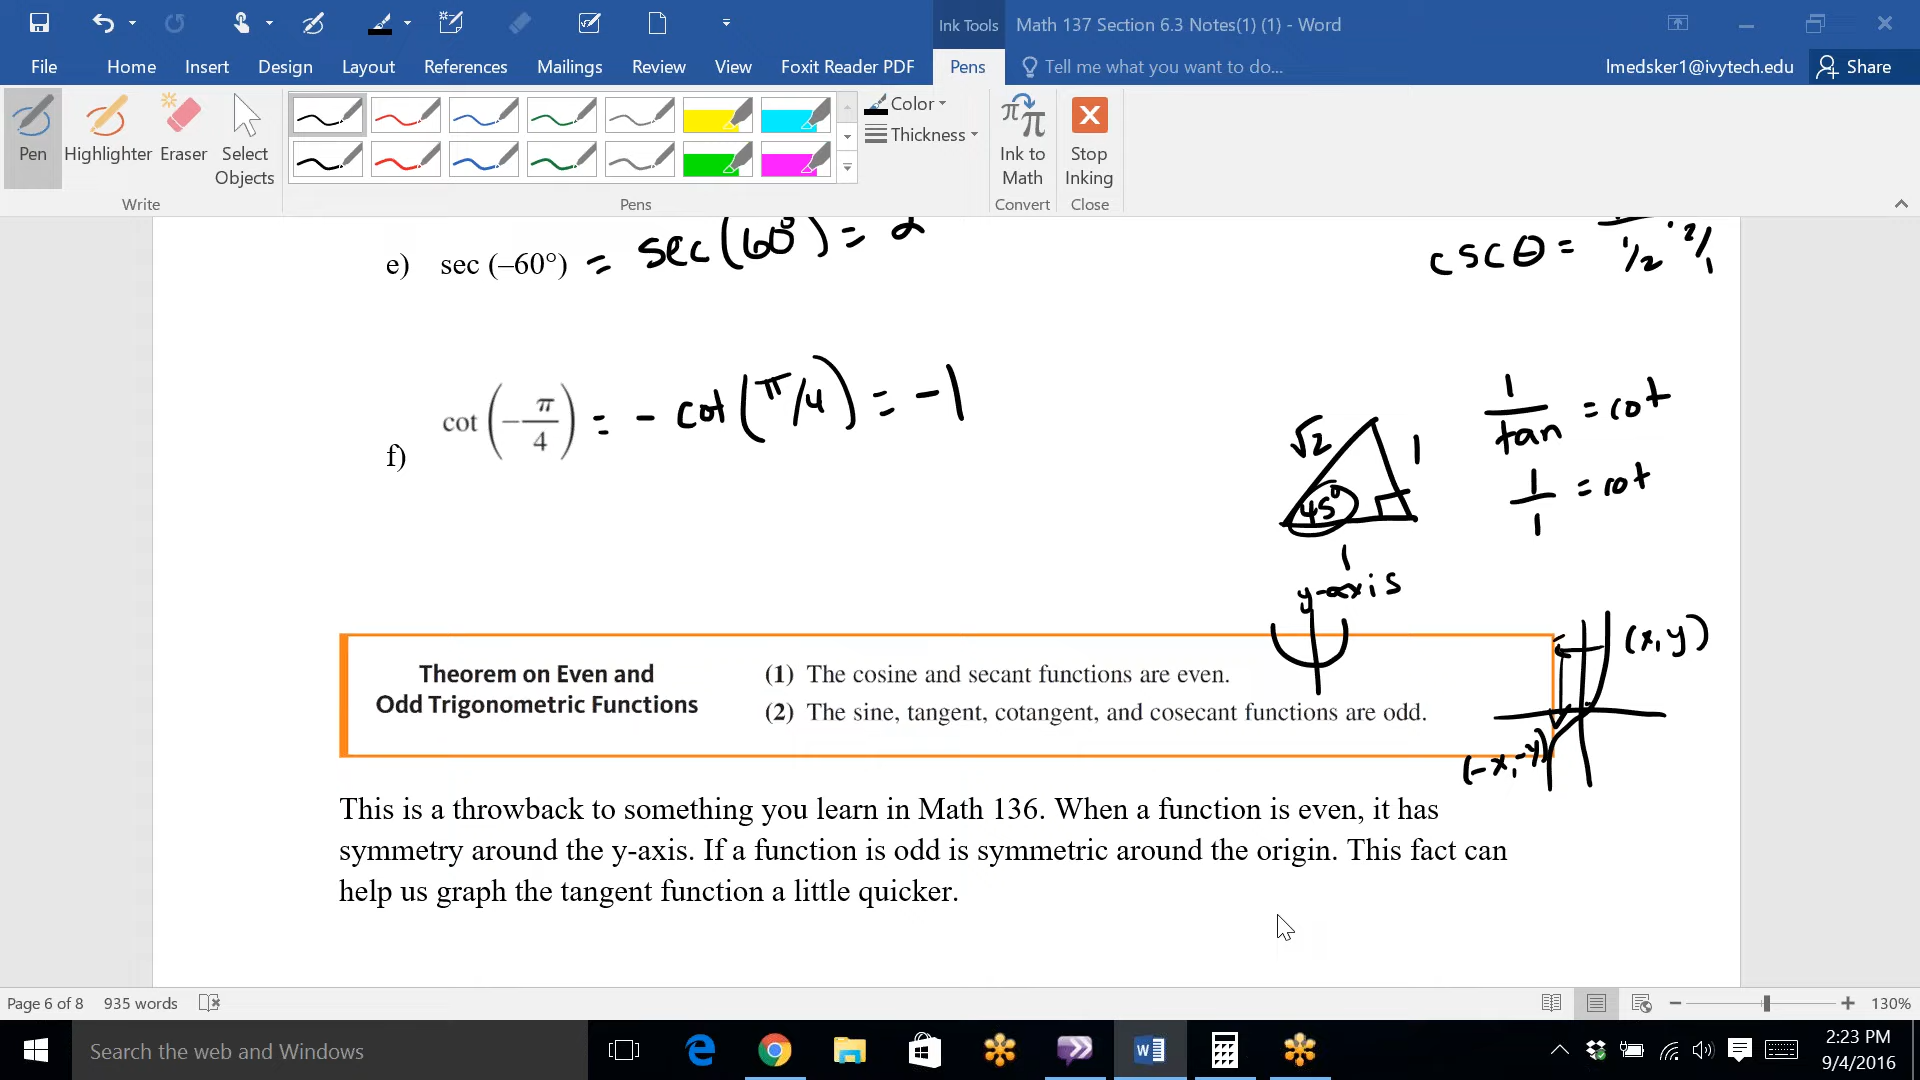 Ink Tools
Math 137 Section 6.3 Notes(1) (1) - Word
File Home Insert Design Layout References Mailings Review View Foxit Reader PDF Pens Tell me what you want to do... lmedsker1@ivytech.edu Share
Pen Highlighter Eraser Select Objects
Color
Thickness
Ink to Math
Stop Inking
Write Pens Convert Close
e) sec (–60°) = sec(60°) = 2
csc θ = 1/2 · 2/1
f) cot (− π/4) = - cot (π/4) = -1
√2 1
45°
1
1/tan = cot
1/1 = cot
y-axis
(x, y)
(-x, -y)
Theorem on Even and
Odd Trigonometric Functions
(1) The cosine and secant functions are even.
(2) The sine, tangent, cotangent, and cosecant functions are odd.
This is a throwback to something you learn in Math 136. When a function is even, it has
symmetry around the y-axis. If a function is odd is symmetric around the origin. This fact can
help us graph the tangent function a little quicker.
Page 6 of 8 935 words 130%
Search the web and Windows
2:23 PM
9/4/2016